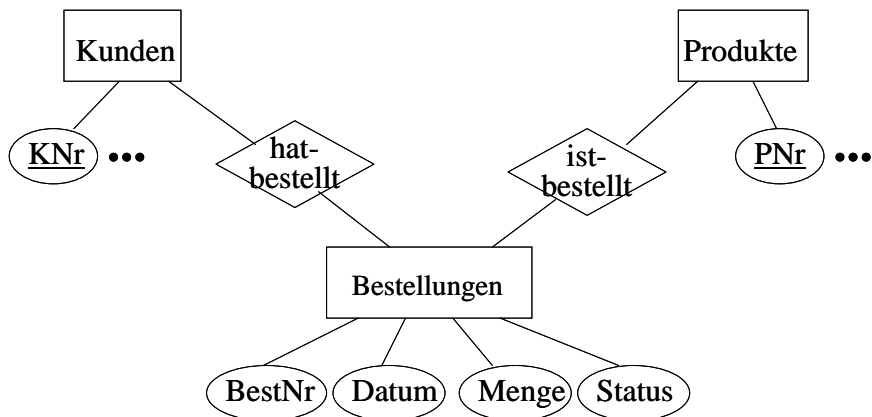 Kunden
Produkte
KNr
hat-
bestellt
ist-
bestellt
PNr
Bestellungen
BestNr
Datum
Menge
Status